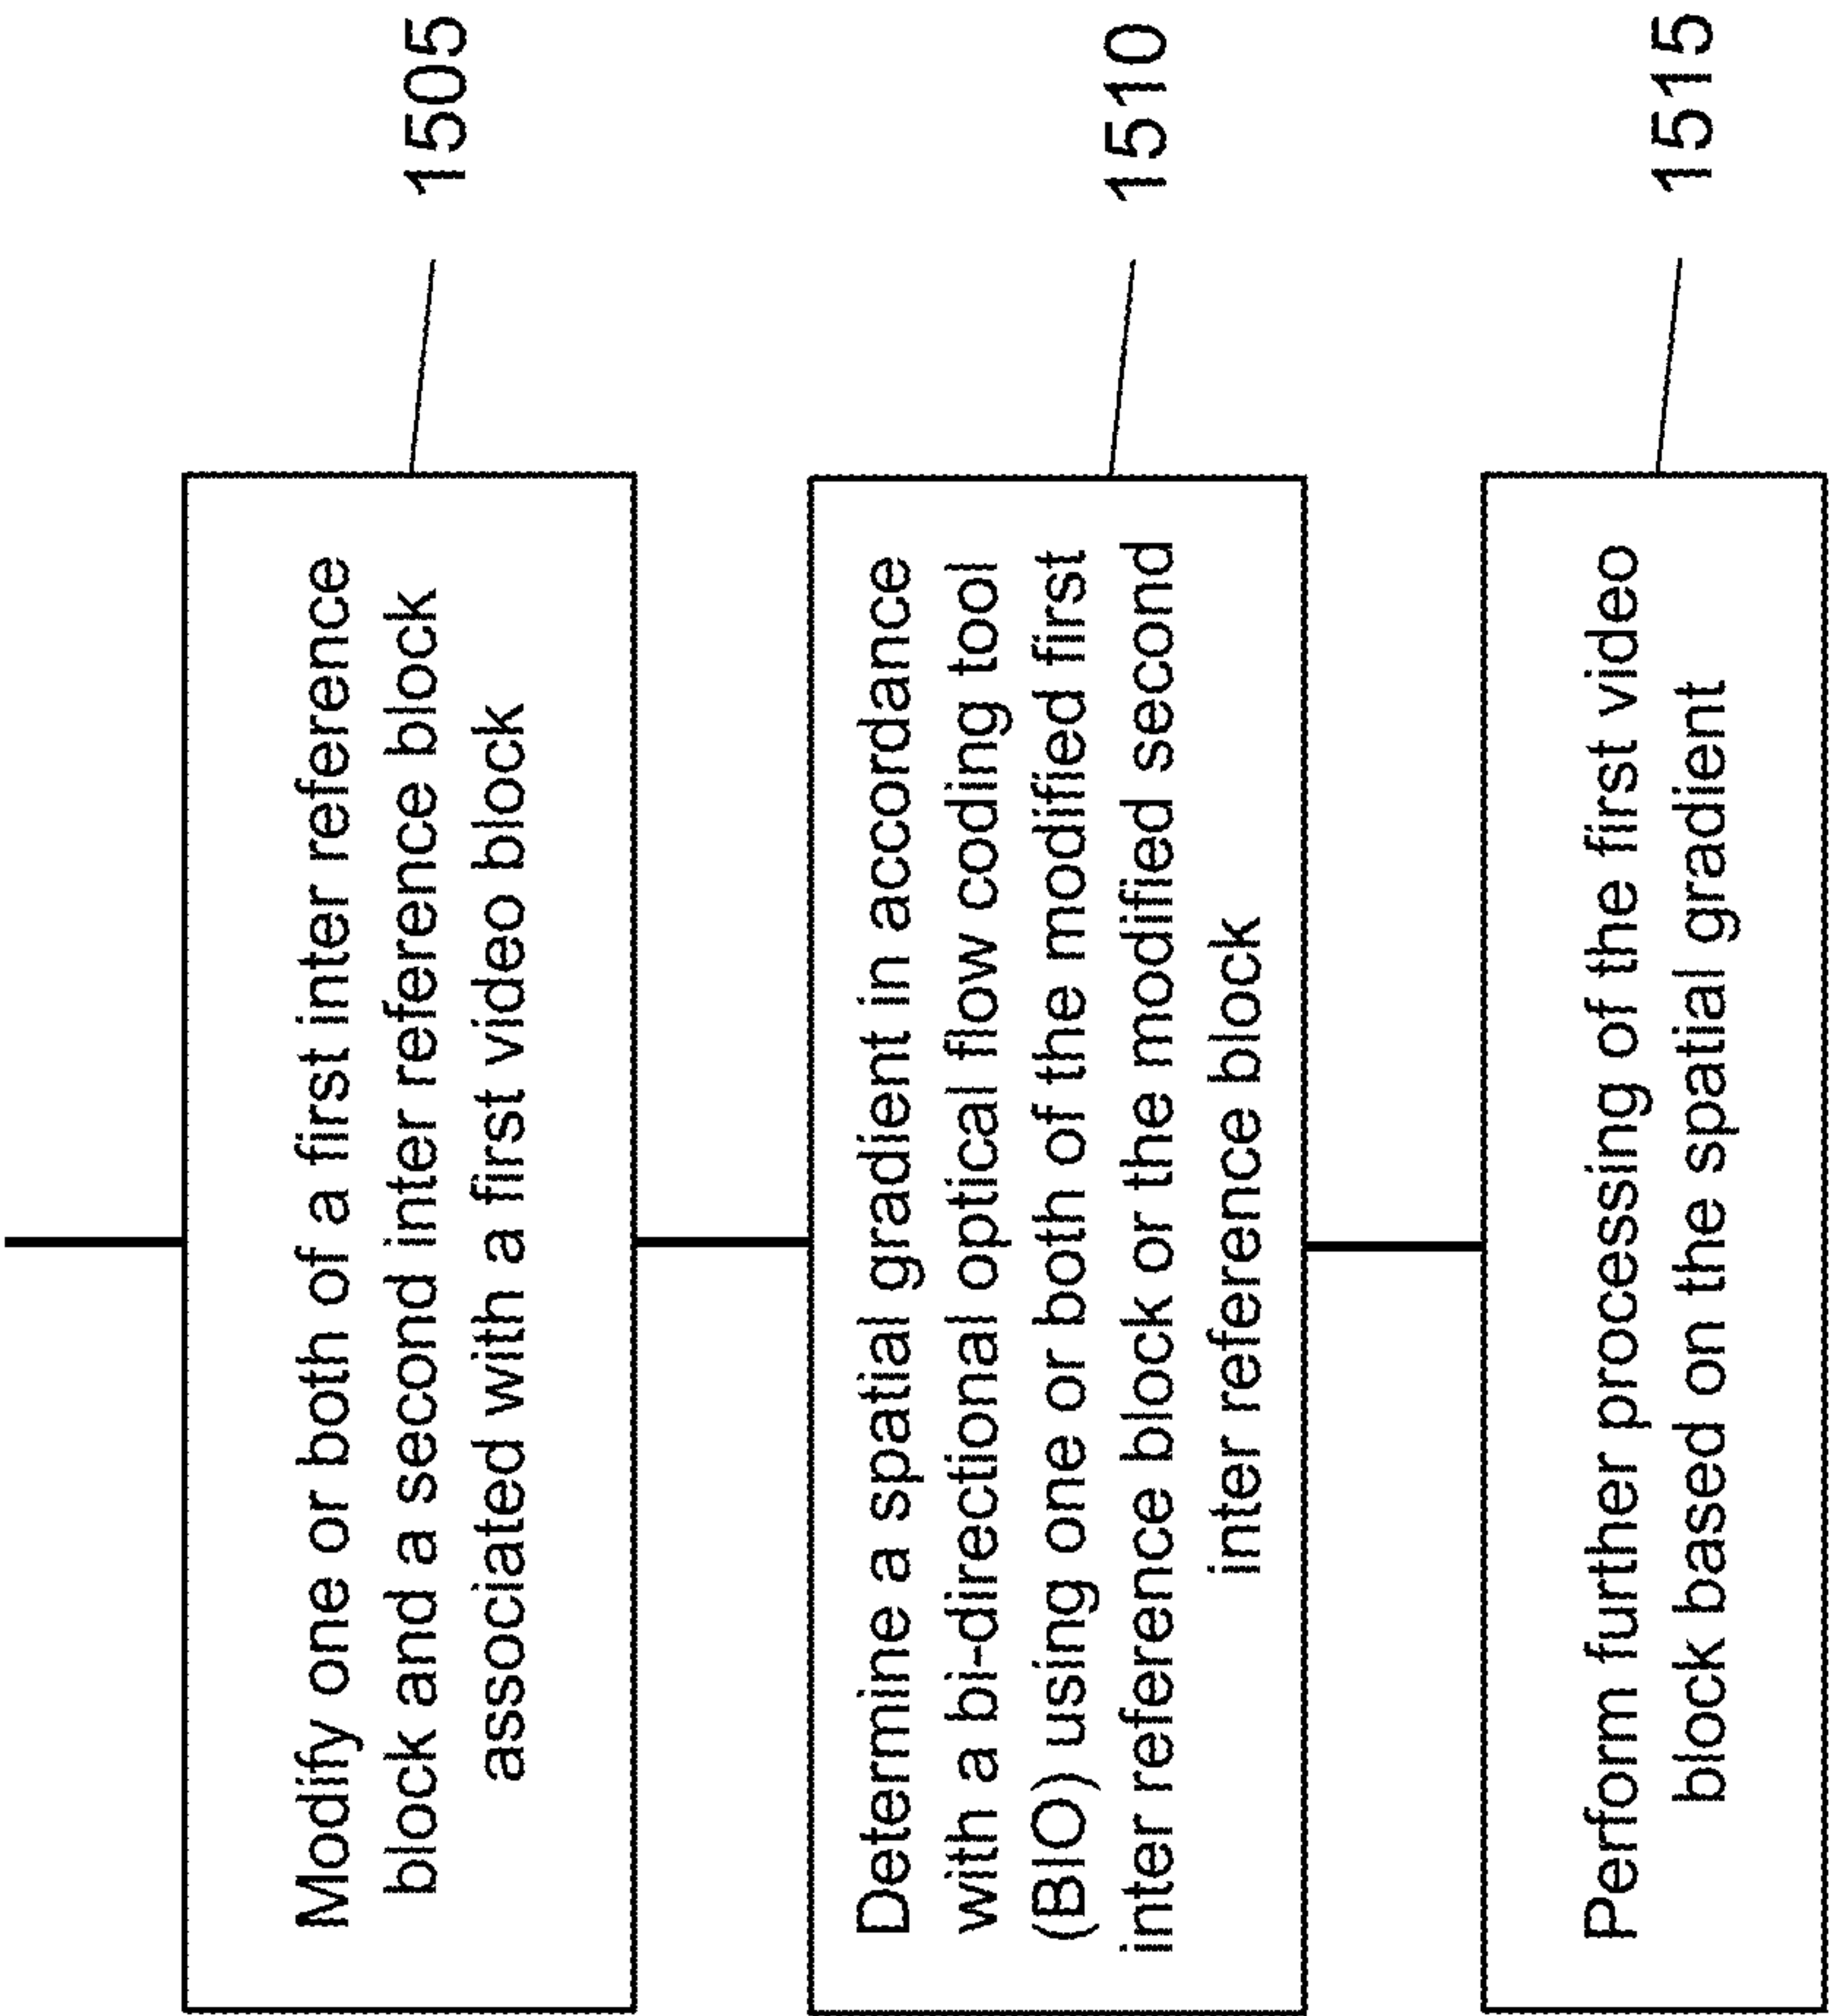 Modify one or both of a first inter reference
block and a second inter reference block
associated with a first video block
1505
Determine a spatial gradient in accordance
with a bi-directional optical flow coding tool
(BIO) using one or both of the modified first
inter reference block or the modified second
inter reference block
1510
Perform further processing of the first video
block based on the spatial gradient
1515